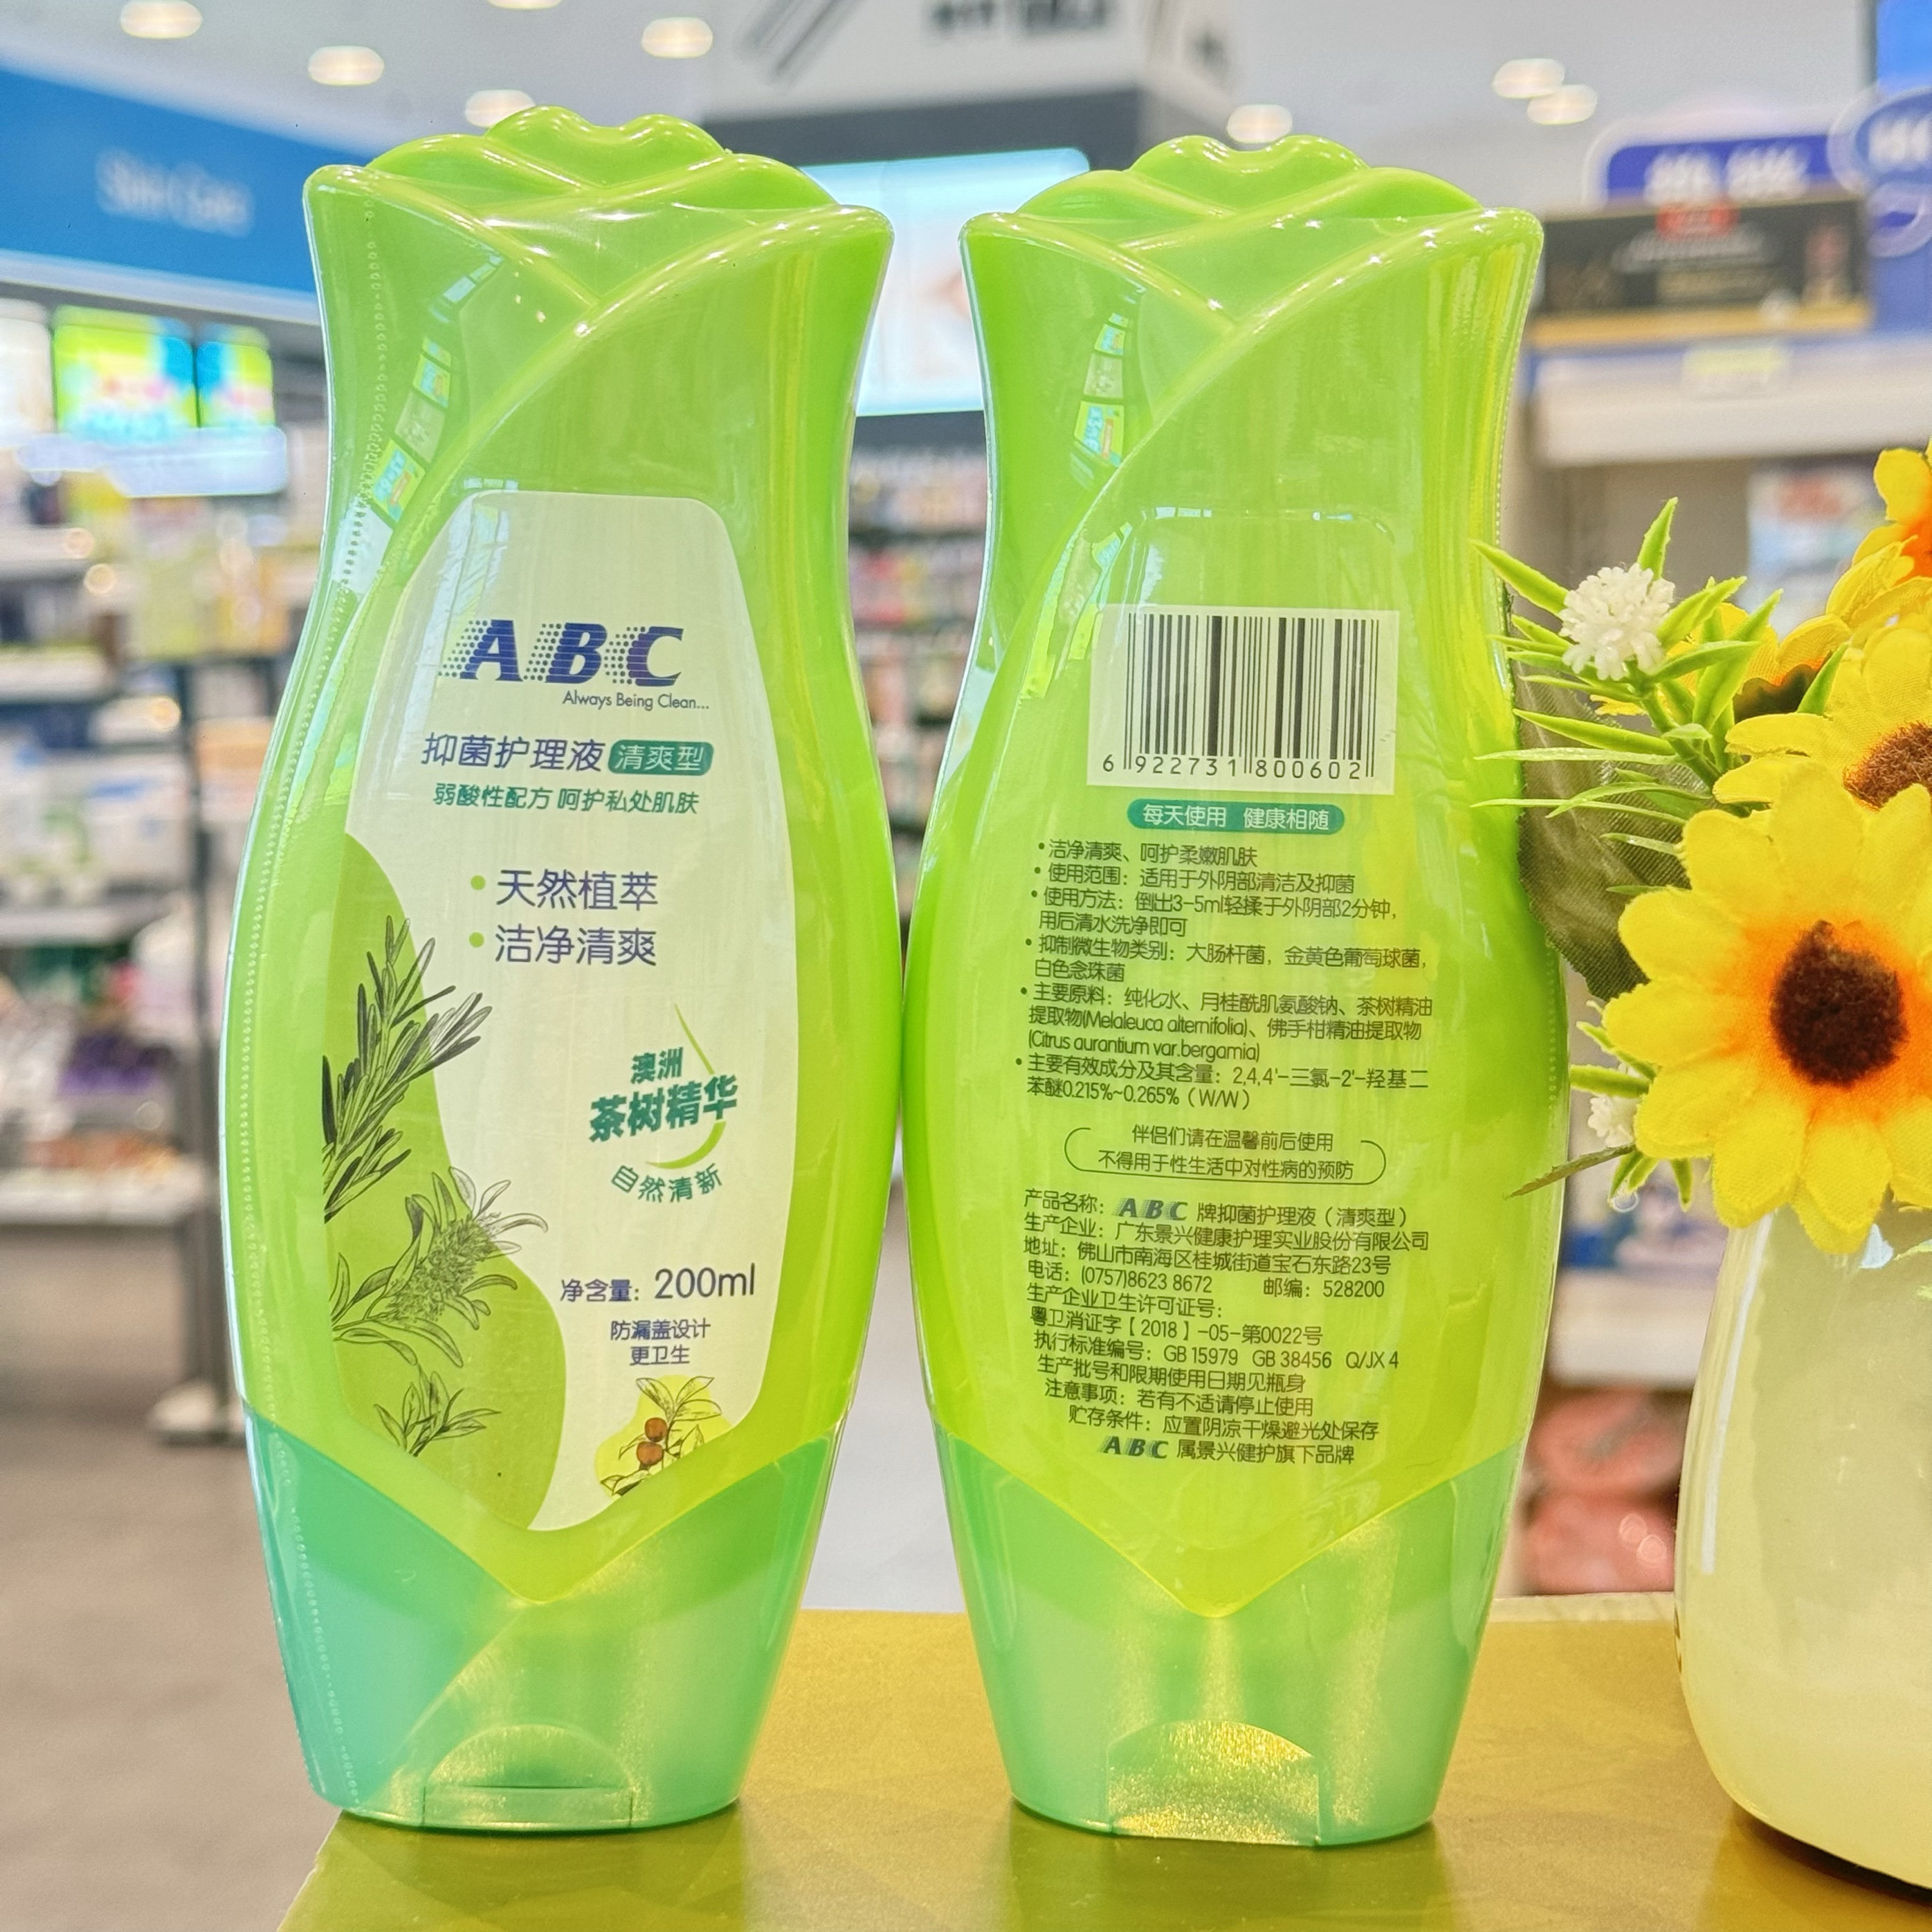 ABC
Always Being Clean...
抑菌护理液 清爽型
弱酸性配方 呵护私处肌肤
• 天然植萃
• 洁净清爽
澳洲
茶树精华
自然清新
净含量：200ml
防漏盖设计
更卫生
6 922731 800602
每天使用 健康相随
• 洁净清爽、呵护柔嫩肌肤
• 使用范围：适用于外阴部清洁及抑菌
• 使用方法：倒出3-5ml轻揉于外阴部2分钟，
用后清水洗净即可
• 抑制微生物类别：大肠杆菌，金黄色葡萄球菌，
白色念珠菌
• 主要原料：纯化水、月桂酰肌氨酸钠、茶树精油
提取物(Melaleuca alternifolia)、佛手柑精油提取物
(Citrus aurantium var.bergamia)
• 主要有效成分及其含量：2,4,4'-三氯-2'-羟基二
苯醚0.215%~0.265%（W/W）
伴侣们请在温馨前后使用
不得用于性生活中对性病的预防
产品名称：ABC 牌抑菌护理液（清爽型）
生产企业：广东景兴健康护理实业股份有限公司
地址：佛山市南海区桂城街道宝石东路23号
电话：(0757)8623 8672 邮编：528200
生产企业卫生许可证号：
粤卫消证字【2018】-05-第0022号
执行标准编号：GB 15979 GB 38456 Q/JX 4
生产批号和限期使用日期见瓶身
注意事项：若有不适请停止使用
贮存条件：应置阴凉干燥避光处保存
ABC 属景兴健护旗下品牌